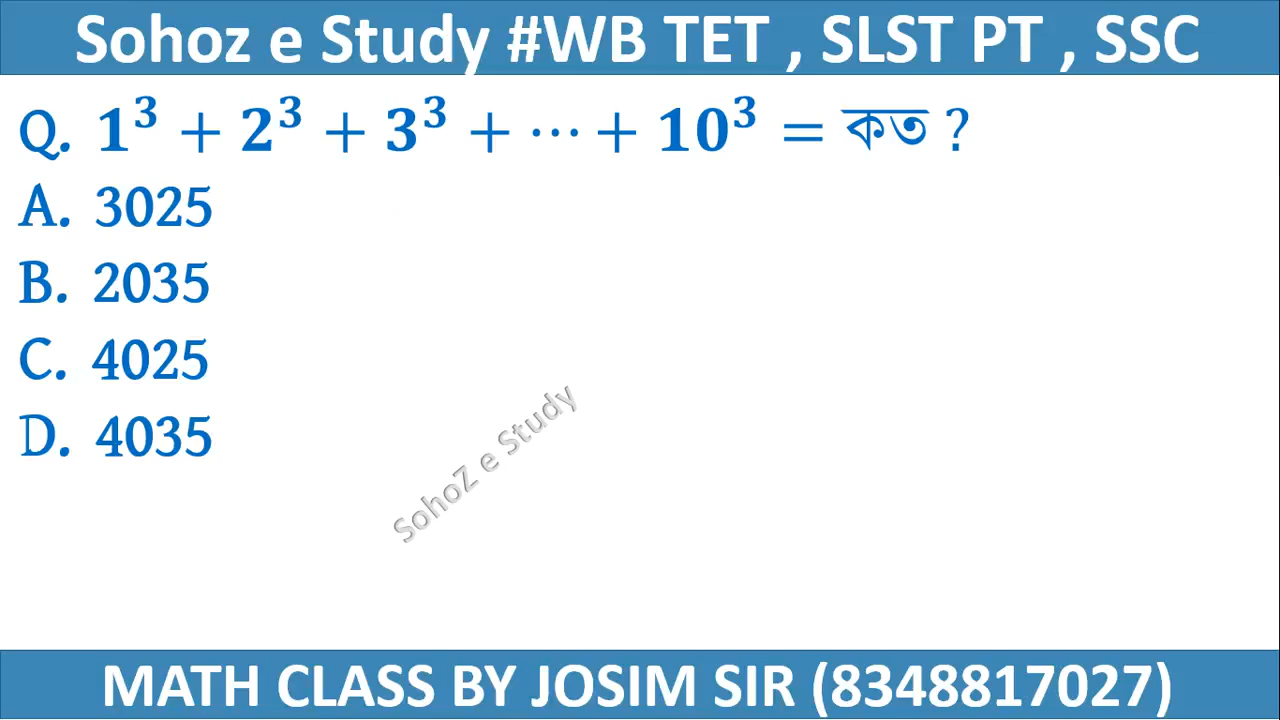 Sohoz e Study #WB TET , SLST PT , SSC
Q. 1³ + 2³ + 3³ + ⋯ + 10³ = কত ?
A. 3025
B. 2035
C. 4025
D. 4035
SohoZ e Study
MATH CLASS BY JOSIM SIR (8348817027)